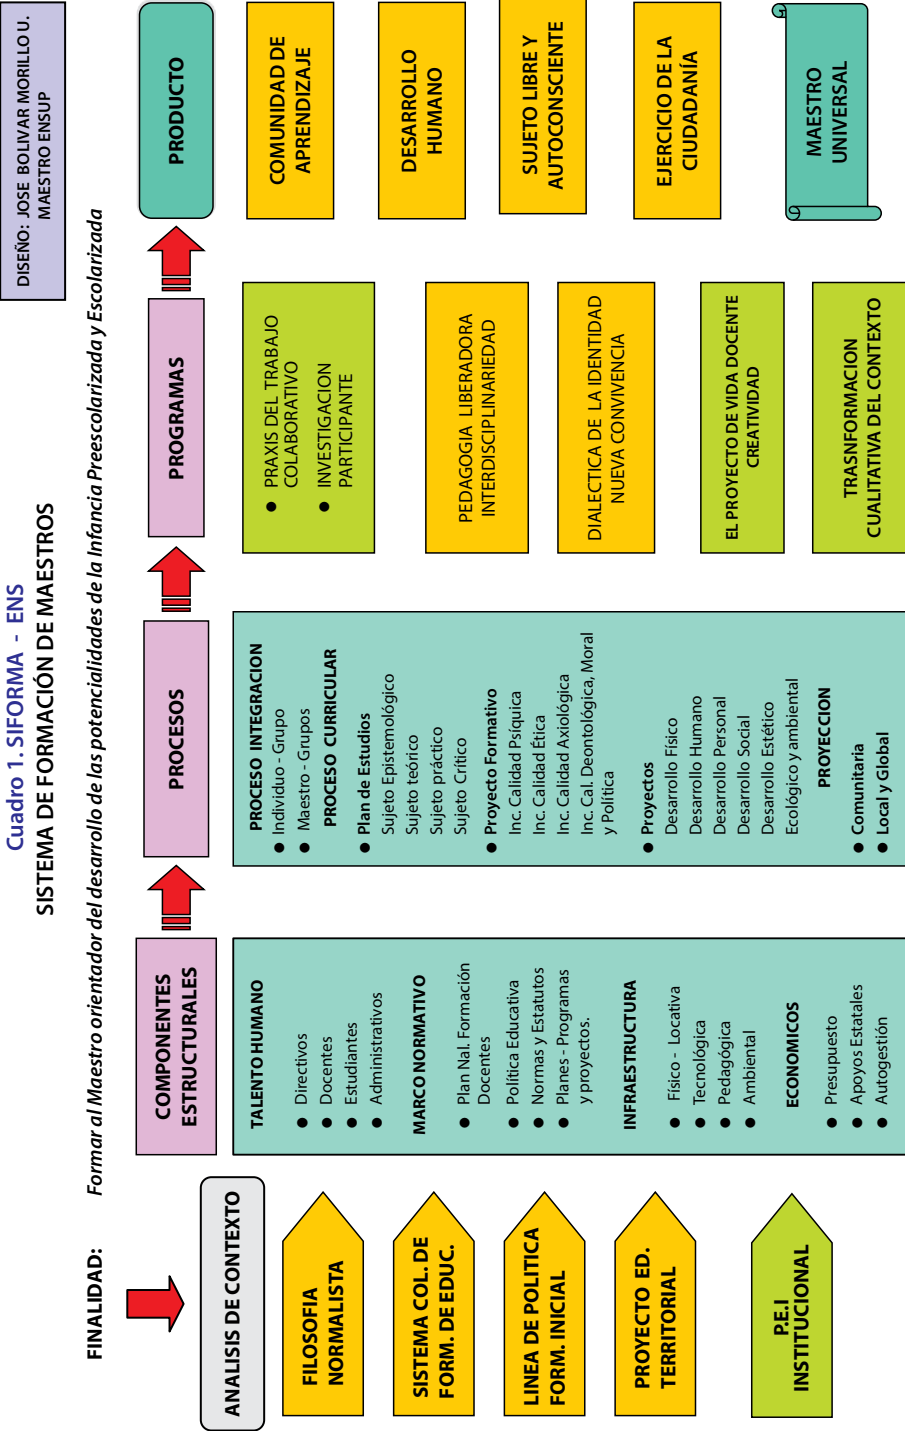 Cuadro 1. SIFORMA - ENS
SISTEMA DE FORMACIÓN DE MAESTROS
DISEÑO: JOSE BOLIVAR MORILLO U.
MAESTRO ENSUP
FINALIDAD:
Formar al Maestro orientador del desarrollo de las potencialidades de la Infancia Preescolarizada y Escolarizada
ANALISIS DE CONTEXTO
FILOSOFIA
NORMALISTA
SISTEMA COL. DE
FORM. DE EDUC.
LINEA DE POLITICA
FORM. INICIAL
PROYECTO ED.
TERRITORIAL
P.E.I
INSTITUCIONAL
COMPONENTES
ESTRUCTURALES
TALENTO HUMANO
● Directivos
● Docentes
● Estudiantes
● Administrativos
MARCO NORMATIVO
● Plan Nal. Formación
Docentes
● Política Educativa
● Normas y Estatutos
● Planes - Programas
y proyectos.
INFRAESTRUCTURA
● Físico - Locativa
● Tecnológica
● Pedagógica
● Ambiental
ECONOMICOS
● Presupuesto
● Apoyos Estatales
● Autogestión
PROCESOS
PROCESO INTEGRACION
● Individuo - Grupo
● Maestro - Grupos
PROCESO CURRICULAR
● Plan de Estudios
Sujeto Epistemológico
Sujeto teórico
Sujeto práctico
Sujeto Crítico
● Proyecto Formativo
Inc. Calidad Psíquica
Inc. Calidad Ética
Inc. Calidad Axiológica
Inc. Cal. Deontológica, Moral
y Política
● Proyectos
Desarrollo Físico
Desarrollo Humano
Desarrollo Personal
Desarrollo Social
Desarrollo Estético
Ecológico y ambiental
PROYECCION
● Comunitaria
● Local y Global
PROGRAMAS
● PRAXIS DEL TRABAJO
COLABORATIVO
● INVESTIGACION
PARTICIPANTE
PEDAGOGIA LIBERADORA
INTERDISCIPLINARIEDAD
DIALECTICA DE LA IDENTIDAD
NUEVA CONVIVENCIA
EL PROYECTO DE VIDA DOCENTE
CREATIVIDAD
TRASNFORMACION
CUALITATIVA DEL CONTEXTO
PRODUCTO
COMUNIDAD DE
APRENDIZAJE
DESARROLLO
HUMANO
SUJETO LIBRE Y
AUTOCONSCIENTE
EJERCICIO DE LA
CIUDADANÍA
MAESTRO
UNIVERSAL